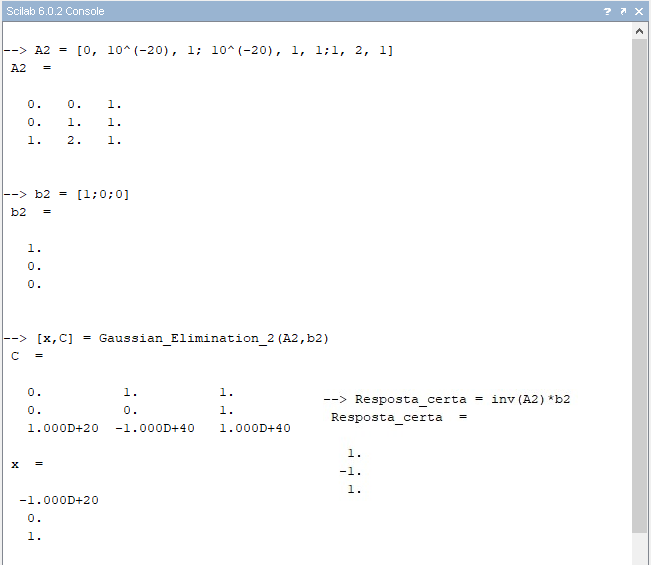 Scilab 6.0.2 Console
--> A2 = [0, 10^(-20), 1; 10^(-20), 1, 1;1, 2, 1]
A2  =
0.   0.   1.
0.   1.   1.
1.   2.   1.
--> b2 = [1;0;0]
b2  =
1.
0.
0.
--> [x,C] = Gaussian_Elimination_2(A2,b2)
C  =
0.   1.   1.
0.   0.   1.
1.000D+20  -1.000D+40   1.000D+40
x  =
-1.000D+20
0.
1.
--> Resposta_certa = inv(A2)*b2
Resposta_certa  =
1.
-1.
1.